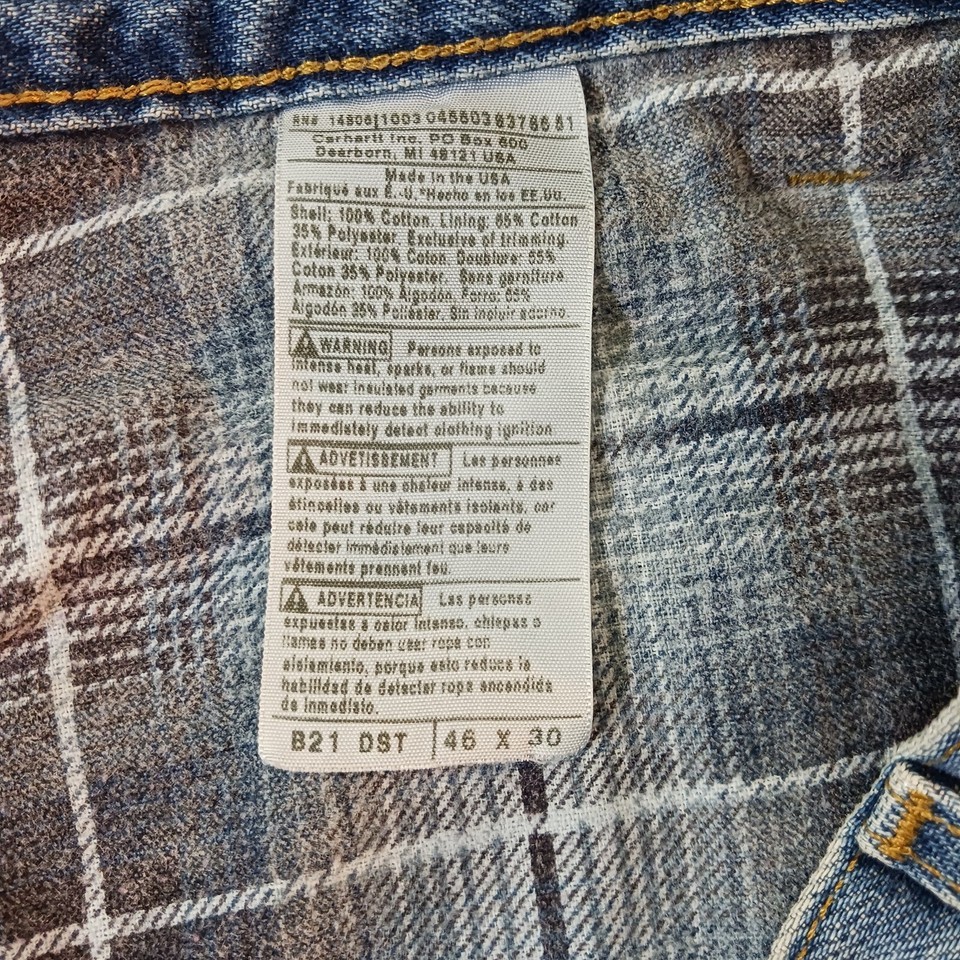 RN# 14806 1003 045603 937866 81
Carhartt Inc. PO Box 600
Dearborn, MI 48121 USA
Made in the USA
Fabriqué aux É.-U. *Hecho en los EE.UU.
Shell: 100% Cotton. Lining: 65% Cotton
35% Polyester. Exclusive of trimming.
Extérieur: 100% Coton. Doublure: 65%
Coton 35% Polyester. Sans garniture
Armazón: 100% Algodón. Forro: 65%
Algodón 35% Poliéster. Sin incluir adorno.
WARNING Persons exposed to
intense heat, sparks, or flame should
not wear insulated garments because
they can reduce the ability to
immediately detect clothing ignition
ADVETISSEMENT Les personnes
exposées à une chaleur intense, à des
étincelles ou vêtements isolants, car
cela peut réduire leur capacité de
détecter immédiatement que leurs
vêtements prennent feu.
ADVERTENCIA Las personas
expuestas a calor intenso, chispas o
llamas no deben usar ropa con
aislamiento, porque esto reduce la
habilidad de detectar ropa encendida
de inmediato.
B21 DST 46 X 30